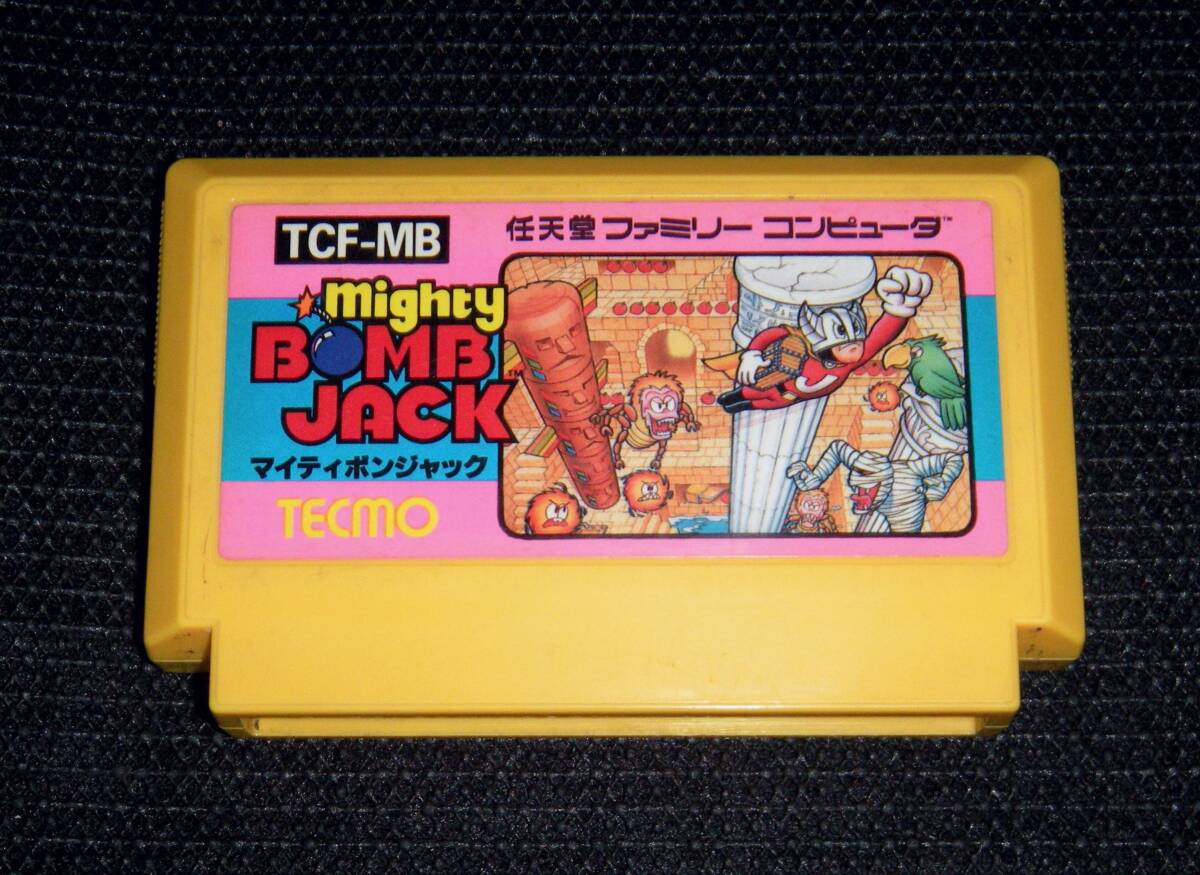 TCF-MB
任天堂 ファミリー コンピュータ™
mighty
BOMB
JACK™
マイティボンジャック
TECMO